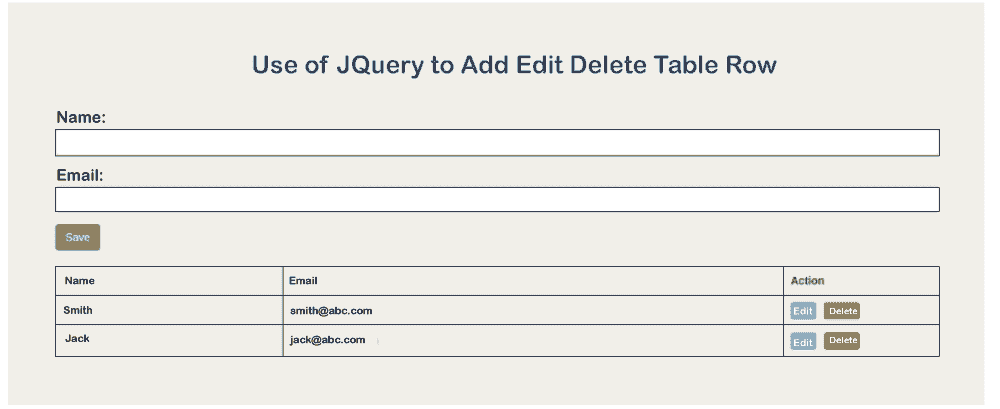 Use of JQuery to Add Edit Delete Table Row
Name:
Email:
Save
Name Email Action
Smith smith@abc.com Edit Delete
Jack jack@abc.com Edit Delete